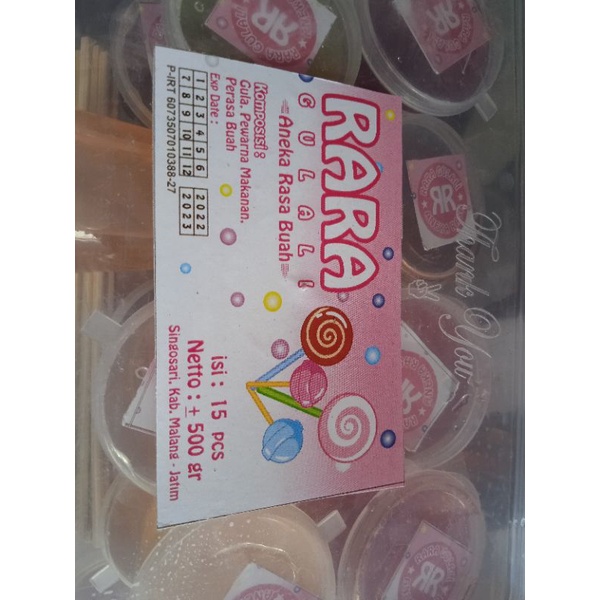 RARA
GULALI
Aneka Rasa Buah
Komposisi :
Gula, Pewarna Makanan,
Perasa Buah
Exp Date :
1 2 3 4 5 6 2022
7 8 9 10 11 12 2023
P-IRT 6073507010388-27
isi : 15 PCS
Netto : ± 500 gr
Singosari, Kab. Malang - Jatim
Thank You